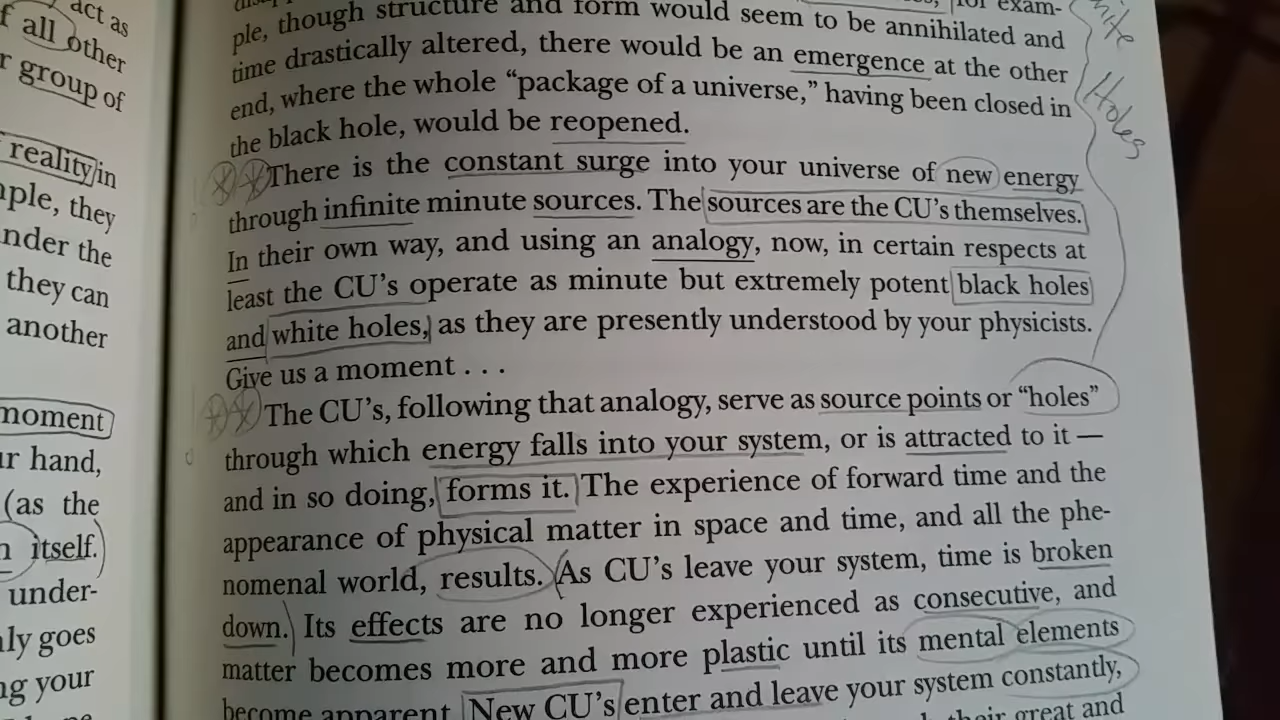 act as
f all other
r group of
reality in
ple, they
nder the
they can
another
moment
ur hand,
(as the
itself.
under-
ly goes
ng your
for exam-
ple, though structure and form would seem to be annihilated and
time drastically altered, there would be an emergence at the other
end, where the whole “package of a universe,” having been closed in
the black hole, would be reopened.
There is the constant surge into your universe of new energy
through infinite minute sources. The sources are the CU’s themselves.
In their own way, and using an analogy, now, in certain respects at
least the CU’s operate as minute but extremely potent black holes
and white holes, as they are presently understood by your physicists.
Give us a moment . . .
The CU’s, following that analogy, serve as source points or “holes”
through which energy falls into your system, or is attracted to it —
and in so doing, forms it. The experience of forward time and the
appearance of physical matter in space and time, and all the phe-
nomenal world, results. As CU’s leave your system, time is broken
down. Its effects are no longer experienced as consecutive, and
matter becomes more and more plastic until its mental elements
become apparent. New CU’s enter and leave your system constantly,
their great and
Holes